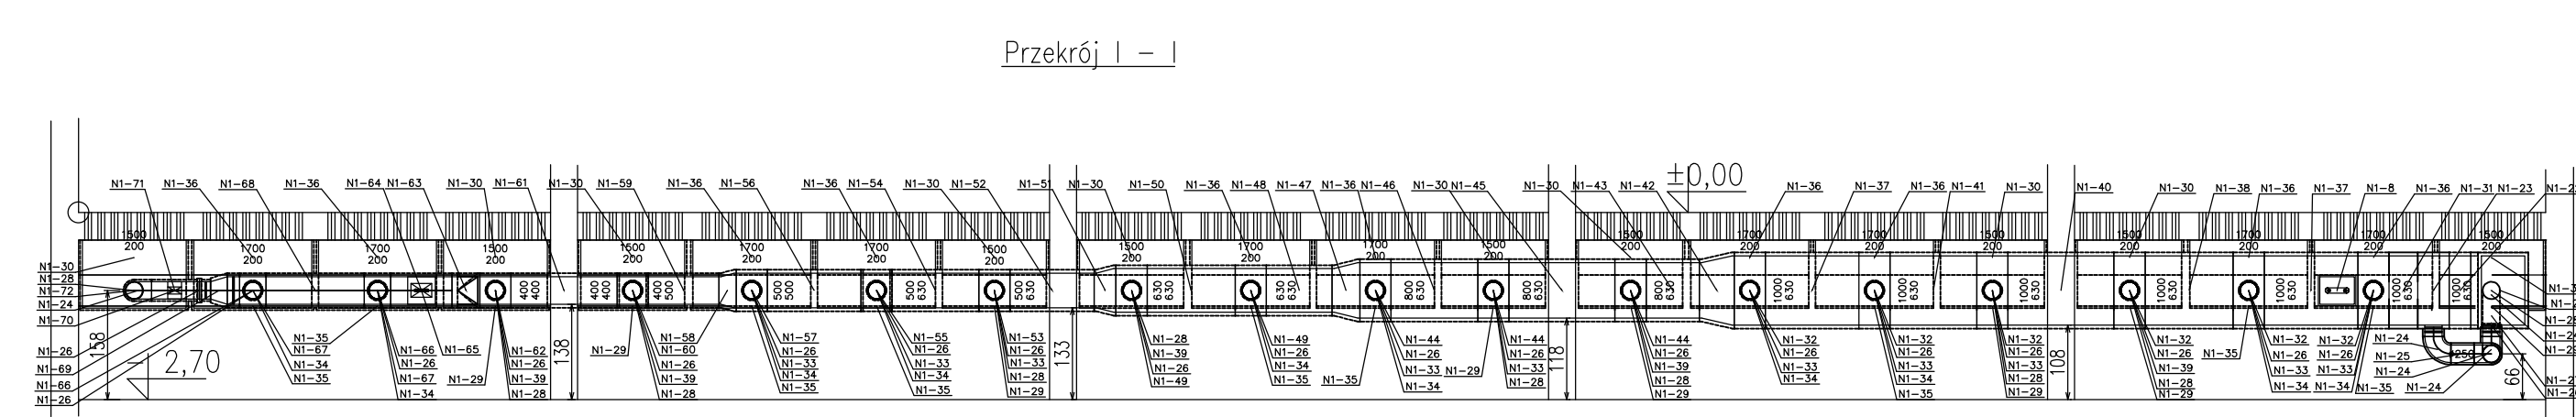 Przekrój I – I
±0,00
N1-71 N1-36 N1-68 N1-36 N1-64 N1-63 N1-30 N1-61 N1-30 N1-59 N1-36 N1-56 N1-36 N1-54 N1-30 N1-52 N1-51 N1-30 N1-50 N1-36 N1-48 N1-47 N1-36 N1-46 N1-30 N1-45 N1-30 N1-43 N1-42 N1-36 N1-37 N1-36 N1-41 N1-30 N1-40 N1-30 N1-38 N1-36 N1-37 N1-8 N1-36 N1-31 N1-23
1500 1700 1700 1500 1500 1700 1700 1500 1500 1700 1700 1500 1500 1700 1700 1500 1500 1700 1700 1500
200 200 200 200 200 200 200 200 200 200 200 200 200 200 200 200 200 200 200 200
400 400 400 500 500 630 630 630 800 800 1000 1000 1000 1000 1000 1000 1000
400 400 500 500 630 630 630 630 630 630 630 630 630 630 630 630 630
N1-30
N1-28
N1-72
N1-24
N1-70
N1-26
N1-69
N1-66
N1-26
158
– 2,70
N1-35
N1-67
N1-34
N1-35
N1-66
N1-26
N1-67
N1-34
N1-65
N1-29
N1-62
N1-26
N1-39
N1-28
138
N1-29
N1-58
N1-60
N1-26
N1-39
N1-28
N1-57
N1-26
N1-33
N1-34
N1-35
N1-55
N1-26
N1-33
N1-34
N1-35
N1-53
N1-26
N1-33
N1-28
N1-29
133
N1-28
N1-39
N1-26
N1-49
N1-49
N1-26
N1-34
N1-35
N1-35
N1-44
N1-26
N1-33
N1-34
N1-29
N1-44
N1-26
N1-33
N1-28
118
N1-44
N1-26
N1-39
N1-28
N1-29
N1-32
N1-26
N1-33
N1-34
N1-32
N1-26
N1-33
N1-34
N1-35
N1-32
N1-26
N1-33
N1-28
N1-29
108
N1-32
N1-26
N1-39
N1-28
N1-29
N1-35
N1-32
N1-26
N1-33
N1-34
N1-32
N1-26
N1-33
N1-34
N1-35
N1-24
N1-25
N1-24
N1-24
66